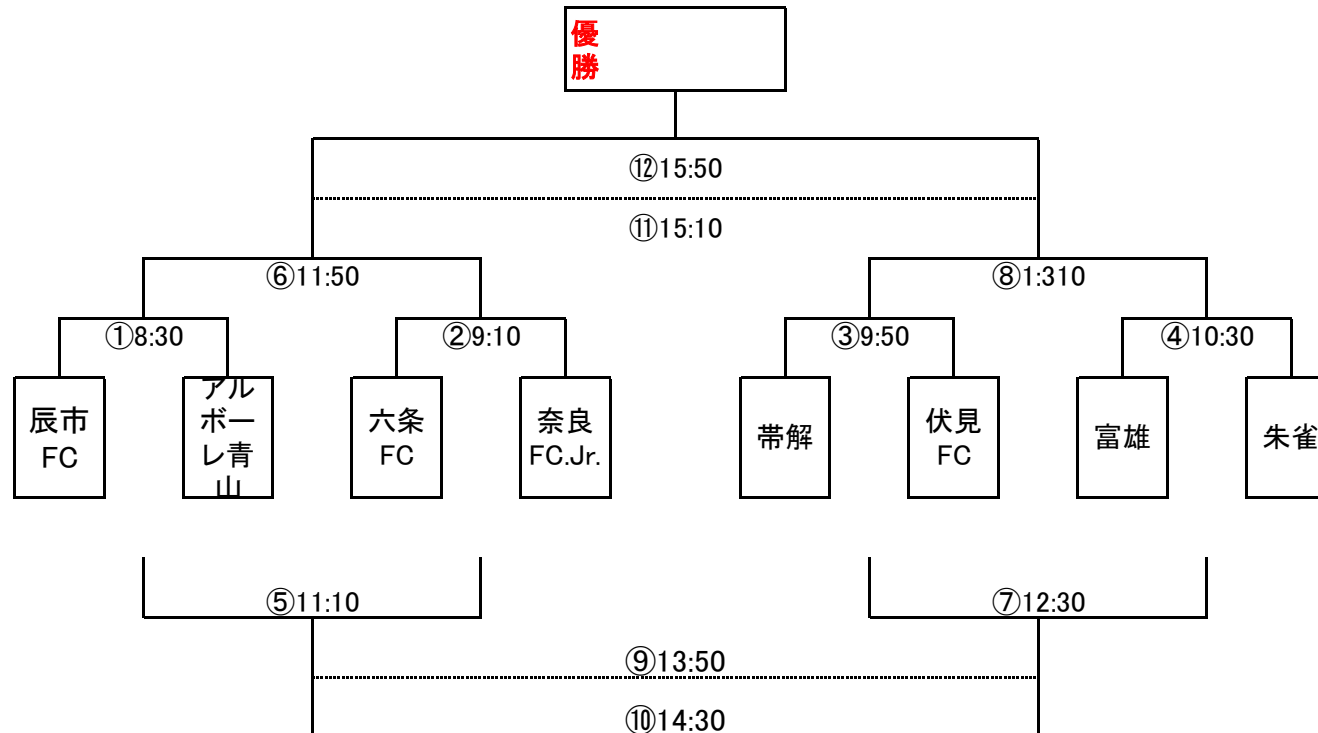 優
勝
⑫15:50
⑪15:10
⑥11:50
⑧1:310
①8:30
②9:10
③9:50
④10:30
辰市
FC
アル
ボー
レ青
山
六条
FC
奈良
FC.Jr.
帯解
伏見
FC
富雄
朱雀
⑤11:10
⑦12:30
⑨13:50
⑩14:30